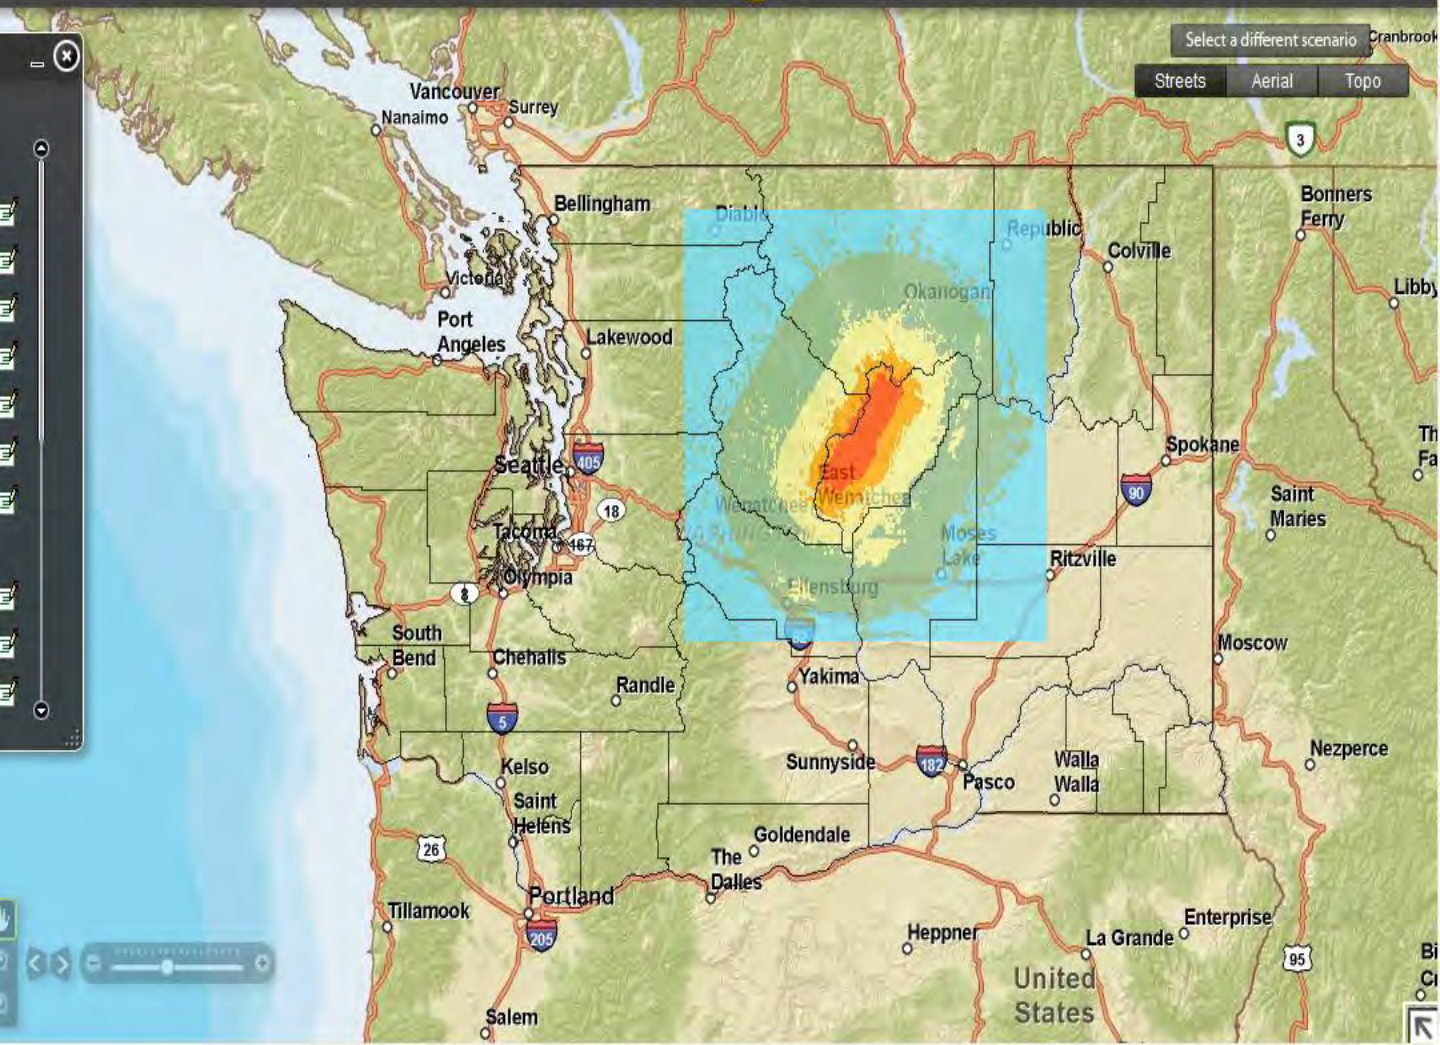 Select a different scenario
Cranbrook
Streets
Aerial
Topo
Vancouver
Surrey
Nanaimo
3
Bellingham
Diablo
Republic
Bonners
Ferry
Colville
Victoria
Okanogan
Libby
Port
Angeles
Lakewood
Spokane
Seattle
405
East
Wenatchee
Wenatchee
90
Saint
Maries
18
Tacoma
167
WASHINGTON
Moses
Lake
Ritzville
Olympia
8
Ellensburg
South
Bend
Chehalis
Moscow
Randle
Yakima
5
Sunnyside
182
Pasco
Walla
Walla
Nezperce
Kelso
Saint
Helens
26
Goldendale
The
Dalles
Portland
Tillamook
205
Heppner
La Grande
Enterprise
95
United
States
Salem